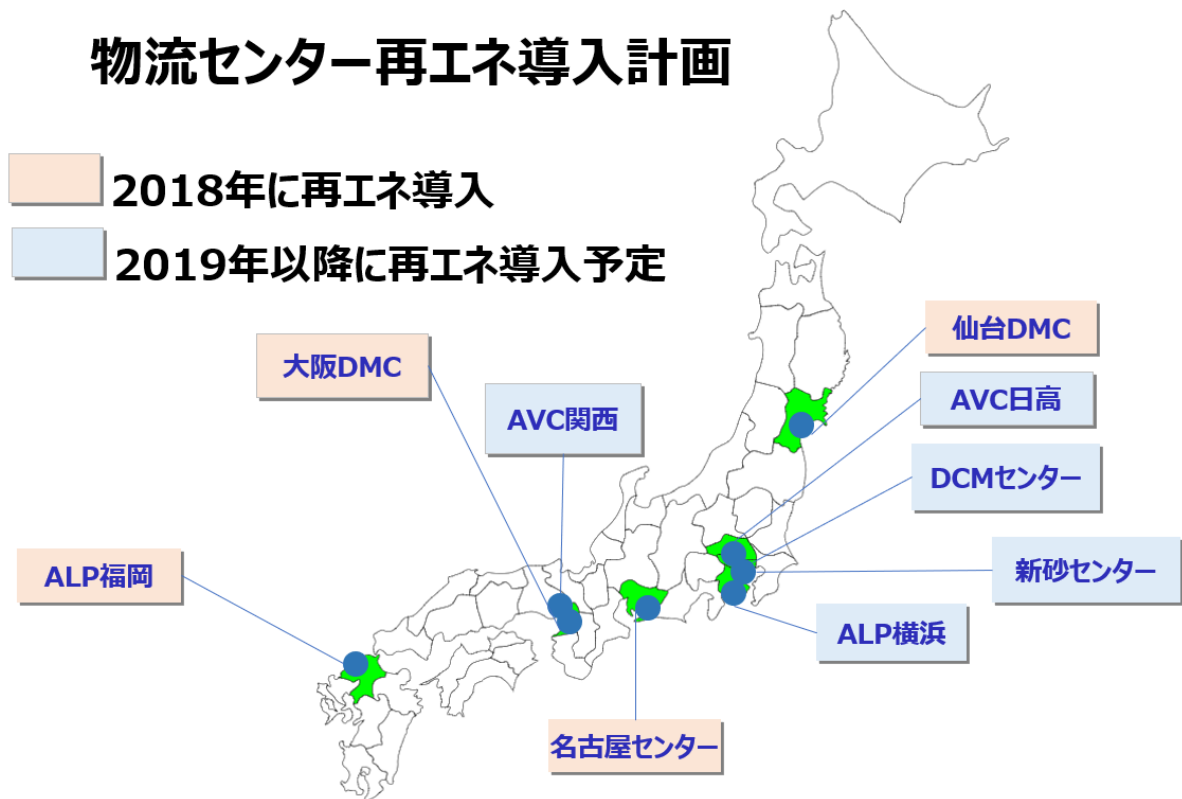 物流センター再エネ導入計画
2018年に再エネ導入
2019年以降に再エネ導入予定
仙台DMC
大阪DMC
AVC日高
AVC関西
DCMセンター
新砂センター
ALP福岡
ALP横浜
名古屋センター